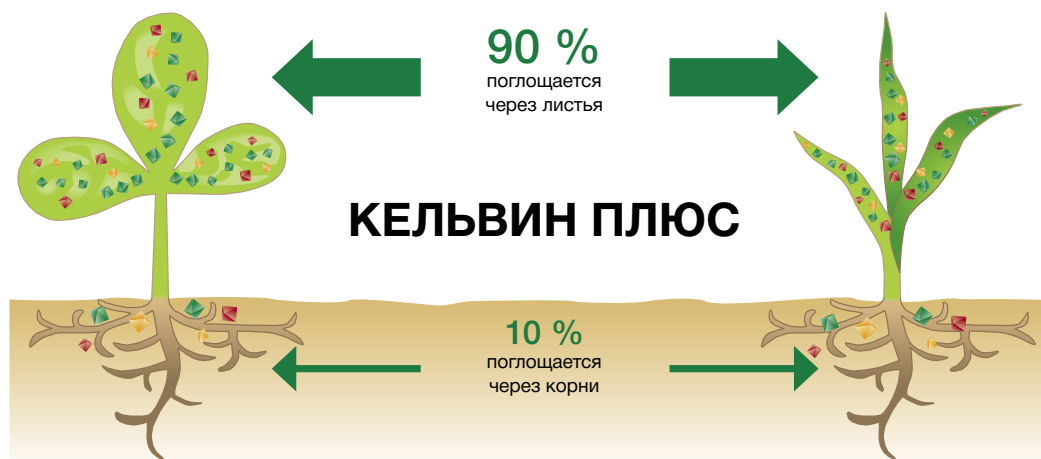 90 %
поглощается
через листья
КЕЛЬВИН ПЛЮС
10 %
поглощается
через корни